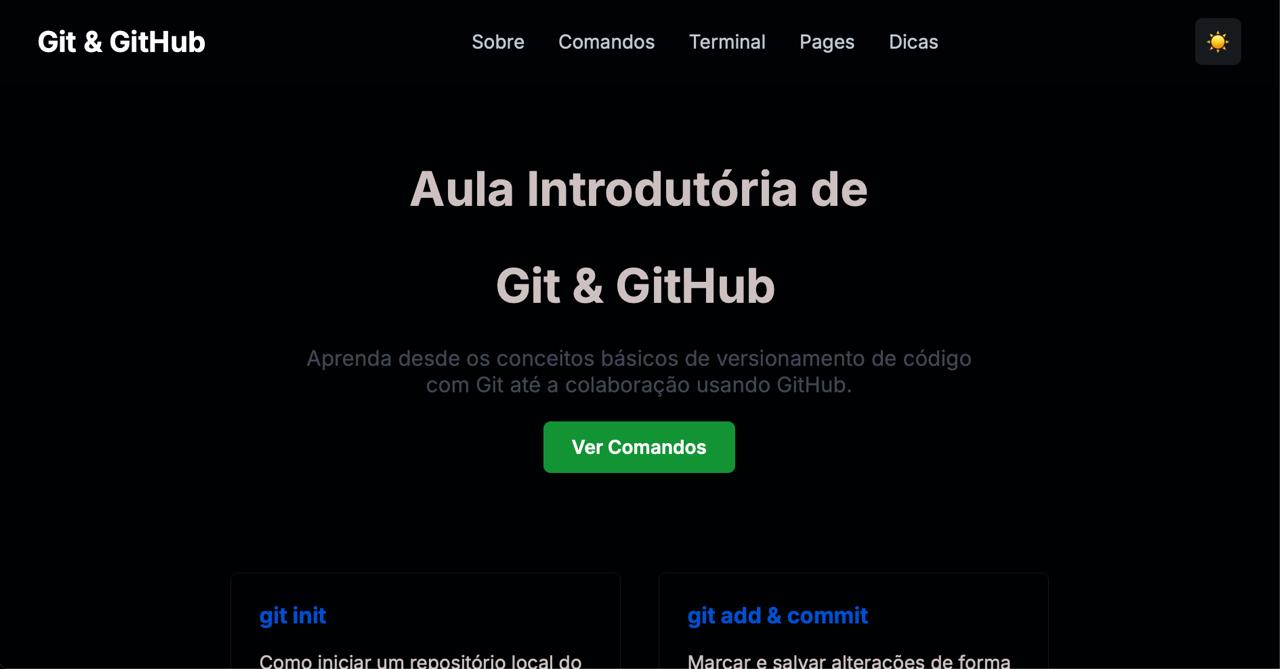 Git & GitHub
Sobre Comandos Terminal Pages Dicas
Aula Introdutória de
Git & GitHub
Aprenda desde os conceitos básicos de versionamento de código
com Git até a colaboração usando GitHub.
Ver Comandos
git init
Como iniciar um repositório local do
git add & commit
Marcar e salvar alterações de forma